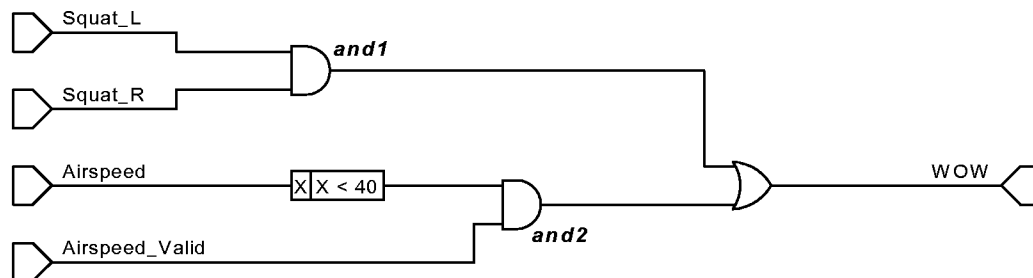 Squat_L
and1
Squat_R
Airspeed
X X < 40
WOW
and2
Airspeed_Valid